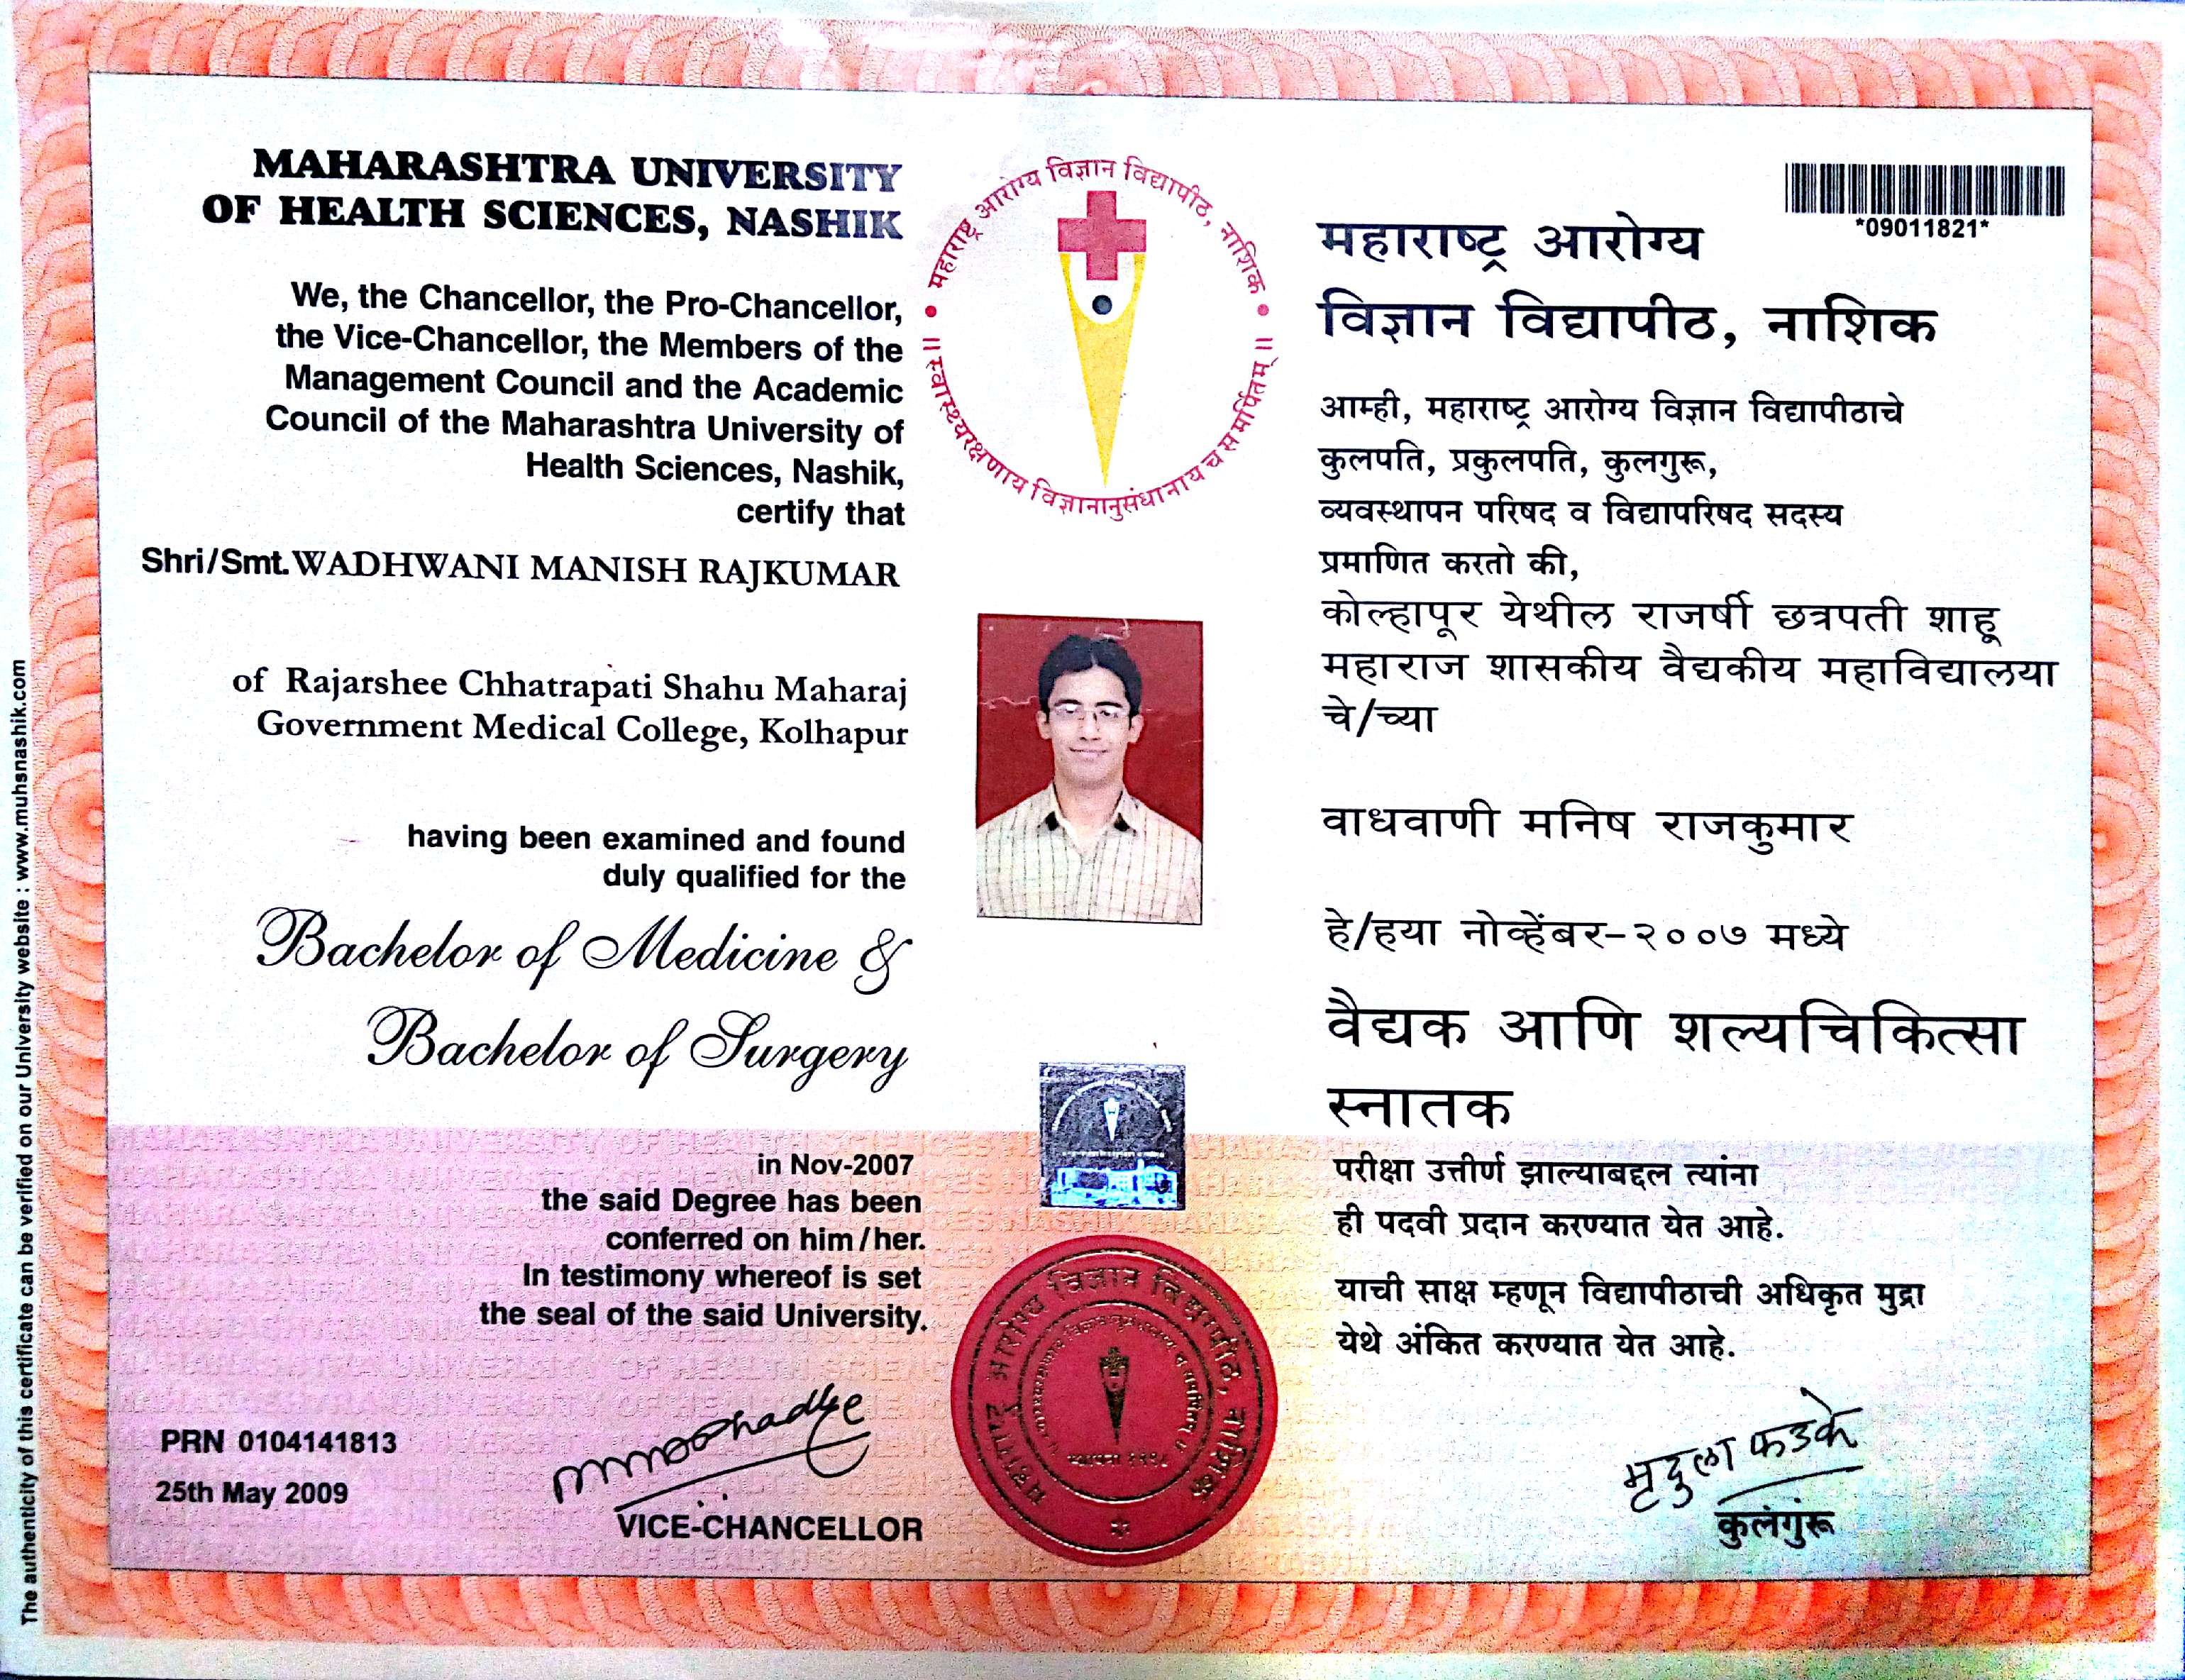 MAHARASHTRA UNIVERSITY
OF HEALTH SCIENCES, NASHIK
We, the Chancellor, the Pro-Chancellor,
the Vice-Chancellor, the Members of the
Management Council and the Academic
Council of the Maharashtra University of
Health Sciences, Nashik,
certify that
Shri/Smt. WADHWANI MANISH RAJKUMAR
of Rajarshee Chhatrapati Shahu Maharaj
Government Medical College, Kolhapur
having been examined and found
duly qualified for the
Bachelor of Medicine &
Bachelor of Surgery
in Nov-2007
the said Degree has been
conferred on him/her.
In testimony whereof is set
the seal of the said University.
PRN 0104141813
25th May 2009
VICE-CHANCELLOR
महाराष्ट्र आरोग्य विज्ञान विद्यापीठ, नाशिक
॥ स्वास्थ्यरक्षणाय विज्ञानानुसंधानाय च समर्पितम् ॥
महाराष्ट्र आरोग्य विज्ञान विद्यापीठ, नाशिक
*09011821*
महाराष्ट्र आरोग्य
विज्ञान विद्यापीठ, नाशिक
आम्ही, महाराष्ट्र आरोग्य विज्ञान विद्यापीठाचे
कुलपति, प्रकुलपति, कुलगुरू,
व्यवस्थापन परिषद व विद्यापरिषद सदस्य
प्रमाणित करतो की,
कोल्हापूर येथील राजर्षी छत्रपती शाहू
महाराज शासकीय वैद्यकीय महाविद्यालया
चे/च्या
वाधवाणी मनिष राजकुमार
हे/हया नोव्हेंबर-२००७ मध्ये
वैद्यक आणि शल्यचिकित्सा
स्नातक
परीक्षा उत्तीर्ण झाल्याबद्दल त्यांना
ही पदवी प्रदान करण्यात येत आहे.
याची साक्ष म्हणून विद्यापीठाची अधिकृत मुद्रा
येथे अंकित करण्यात येत आहे.
मृदुला फडके
कुलगुरू
The authenticity of this certificate can be verified on our University website : www.muhsnashik.com